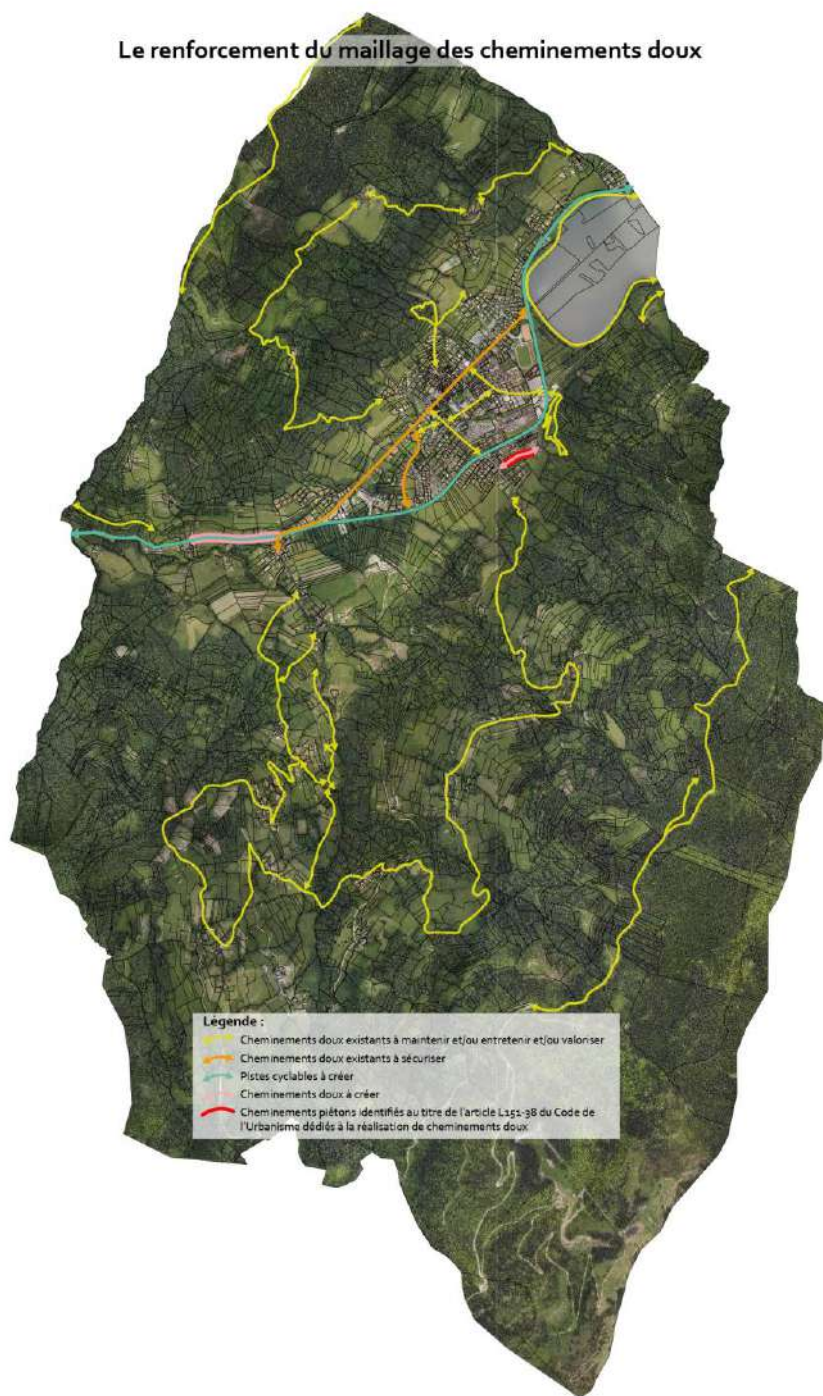 Le renforcement du maillage des cheminements doux
Légende :
Cheminements doux existants à maintenir et/ou entretenir et/ou valoriser
Cheminements doux existants à sécuriser
Pistes cyclables à créer
Cheminements doux à créer
Cheminements piétons identifiés au titre de l'article L151-38 du Code de
l'Urbanisme dédiés à la réalisation de cheminements doux